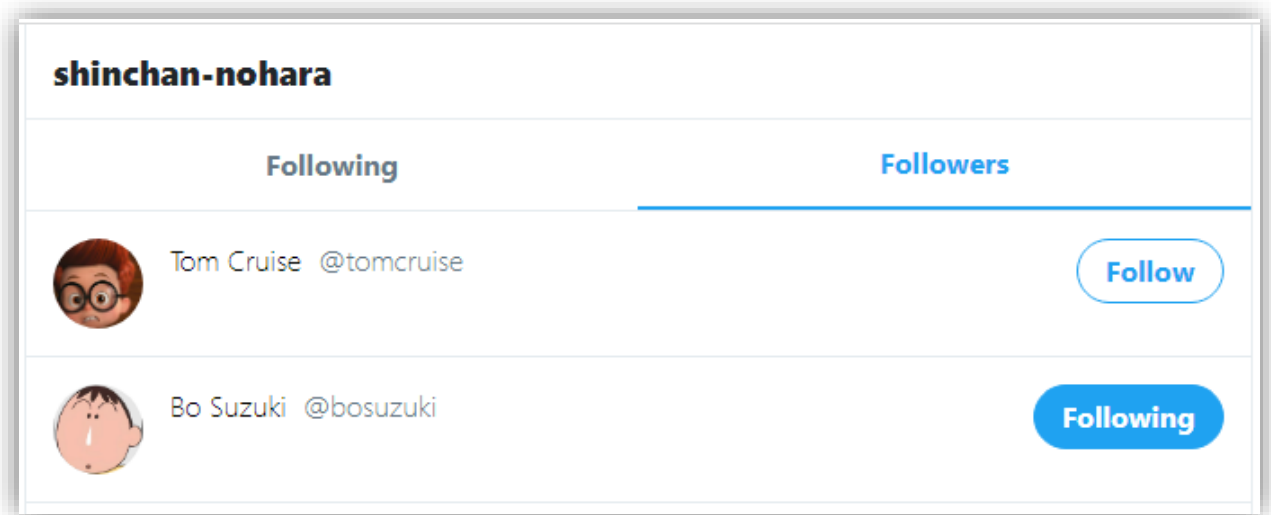 shinchan-nohara
Following Followers
Tom Cruise @tomcruise Follow
Bo Suzuki @bosuzuki Following